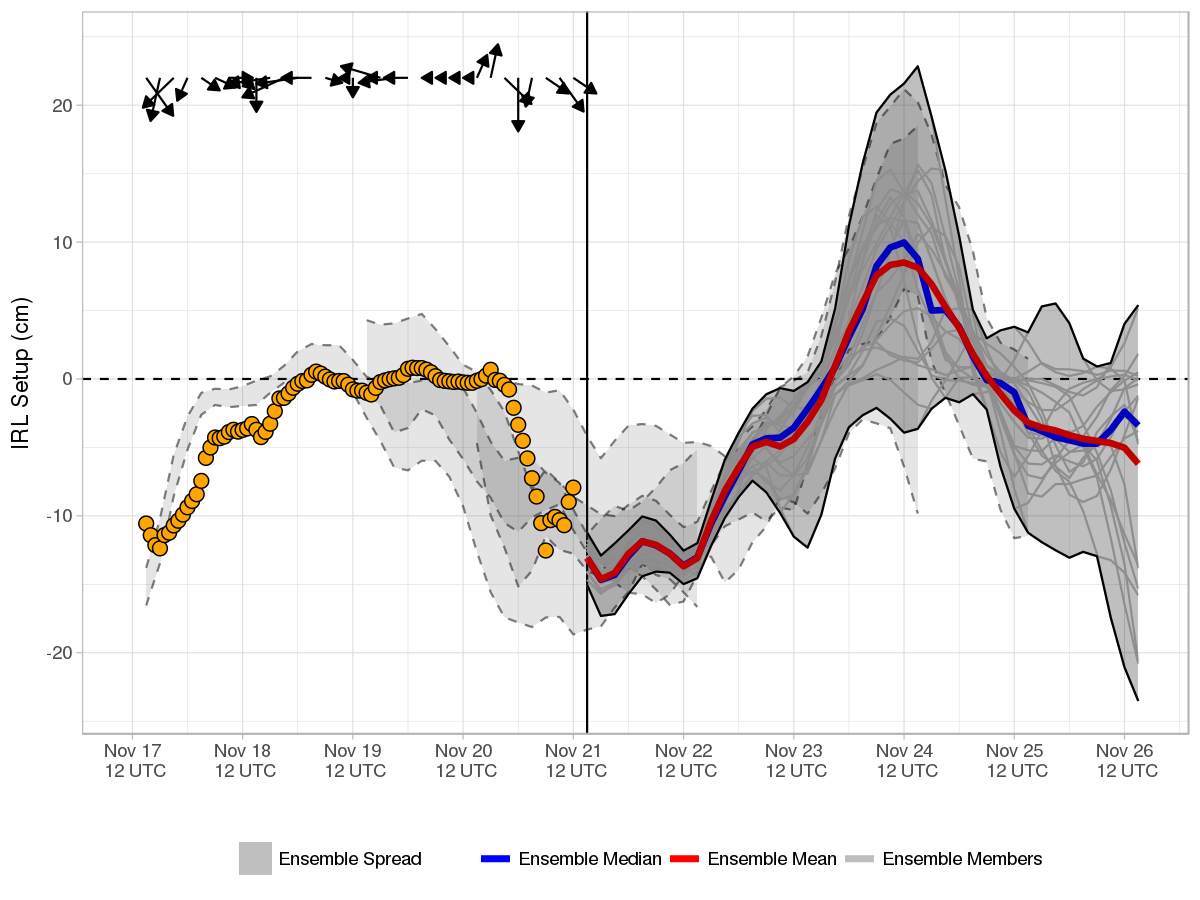 IRL Setup (cm)
20
10
0
-10
-20
Nov 17 Nov 18 Nov 19 Nov 20 Nov 21 Nov 22 Nov 23 Nov 24 Nov 25 Nov 26
12 UTC 12 UTC 12 UTC 12 UTC 12 UTC 12 UTC 12 UTC 12 UTC 12 UTC 12 UTC
Ensemble Spread Ensemble Median Ensemble Mean Ensemble Members